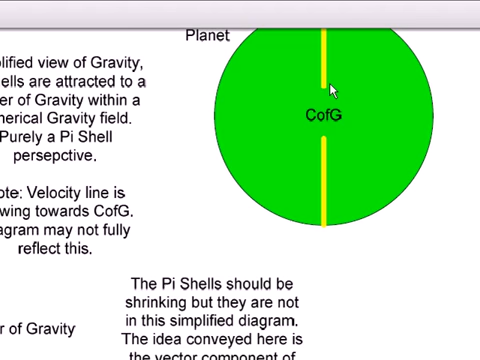 Planet
plified view of Gravity,
ells are attracted to a
er of Gravity within a
herical Gravity field.
Purely a Pi Shell
persepctive.
CofG
ote: Velocity line is
wing towards CofG.
agram may not fully
reflect this.
The Pi Shells should be
shrinking but they are not
in this simplified diagram.
The idea conveyed here is
the vector component of
r of Gravity